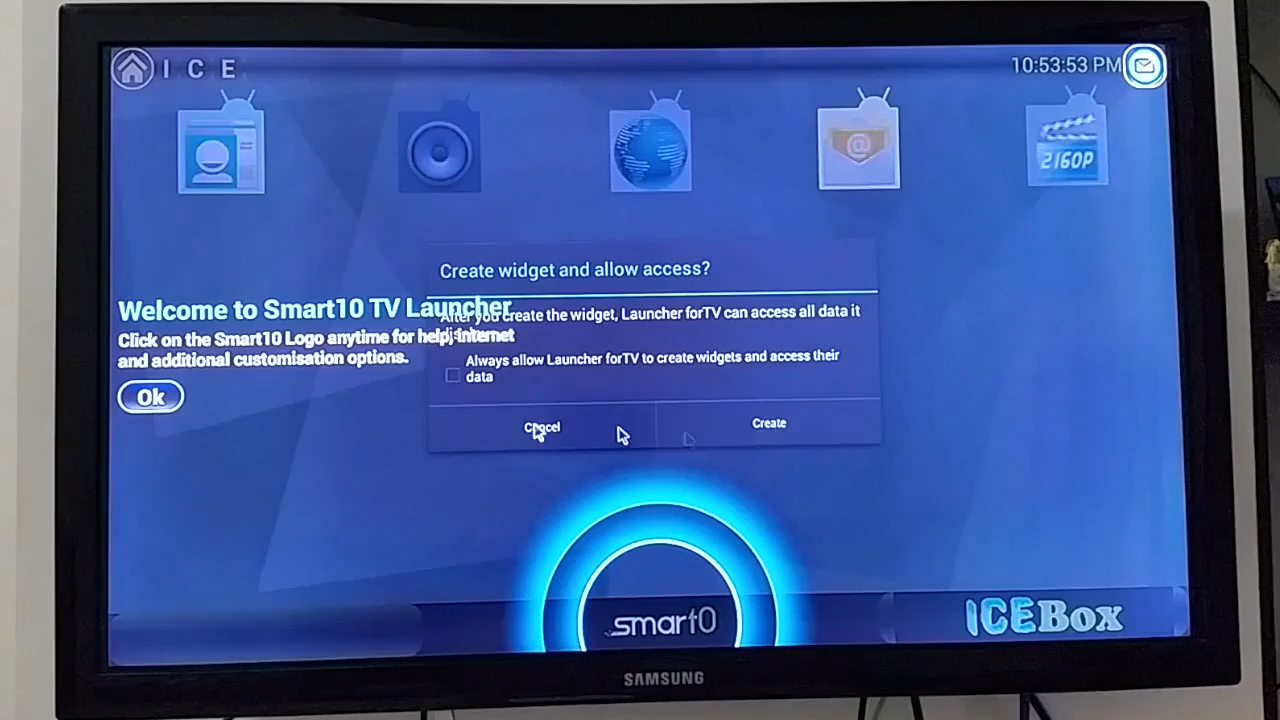 ICE
10:53:53 PM
@
2160P
Create widget and allow access?
Welcome to Smart10 TV Launcher
After you create the widget, Launcher forTV can access all data it
Click on the Smart10 Logo anytime for help, internet
and additional customisation options.
Always allow Launcher forTV to create widgets and access their
data
Ok
Cancel
Create
smart0
ICEBox
SAMSUNG